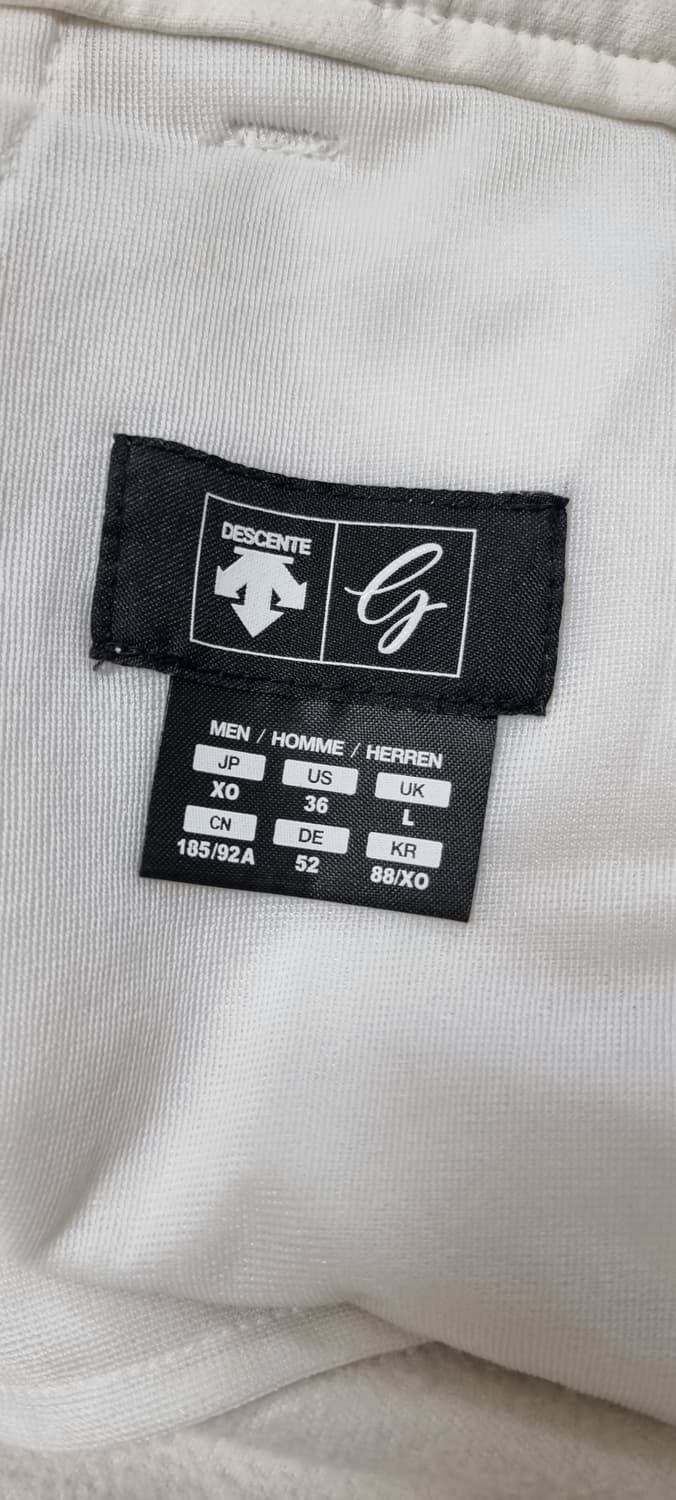 DESCENTE
G
MEN / HOMME / HERREN
JP US UK
XO 36 L
CN DE KR
185/92A 52 88/XO